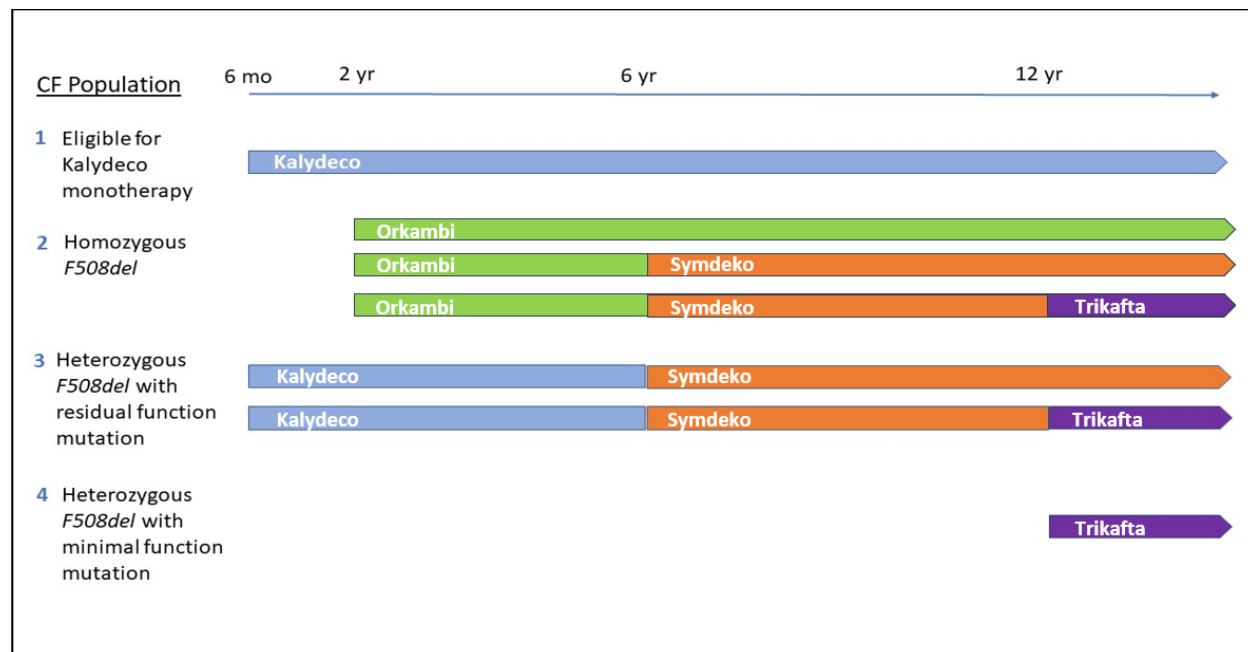 CF Population
6 mo
2 yr
6 yr
12 yr
1 Eligible for
Kalydeco
monotherapy
Kalydeco
2 Homozygous
F508del
Orkambi
Orkambi
Symdeko
Orkambi
Symdeko
Trikafta
3 Heterozygous
F508del with
residual function
mutation
Kalydeco
Symdeko
Kalydeco
Symdeko
Trikafta
4 Heterozygous
F508del with
minimal function
mutation
Trikafta